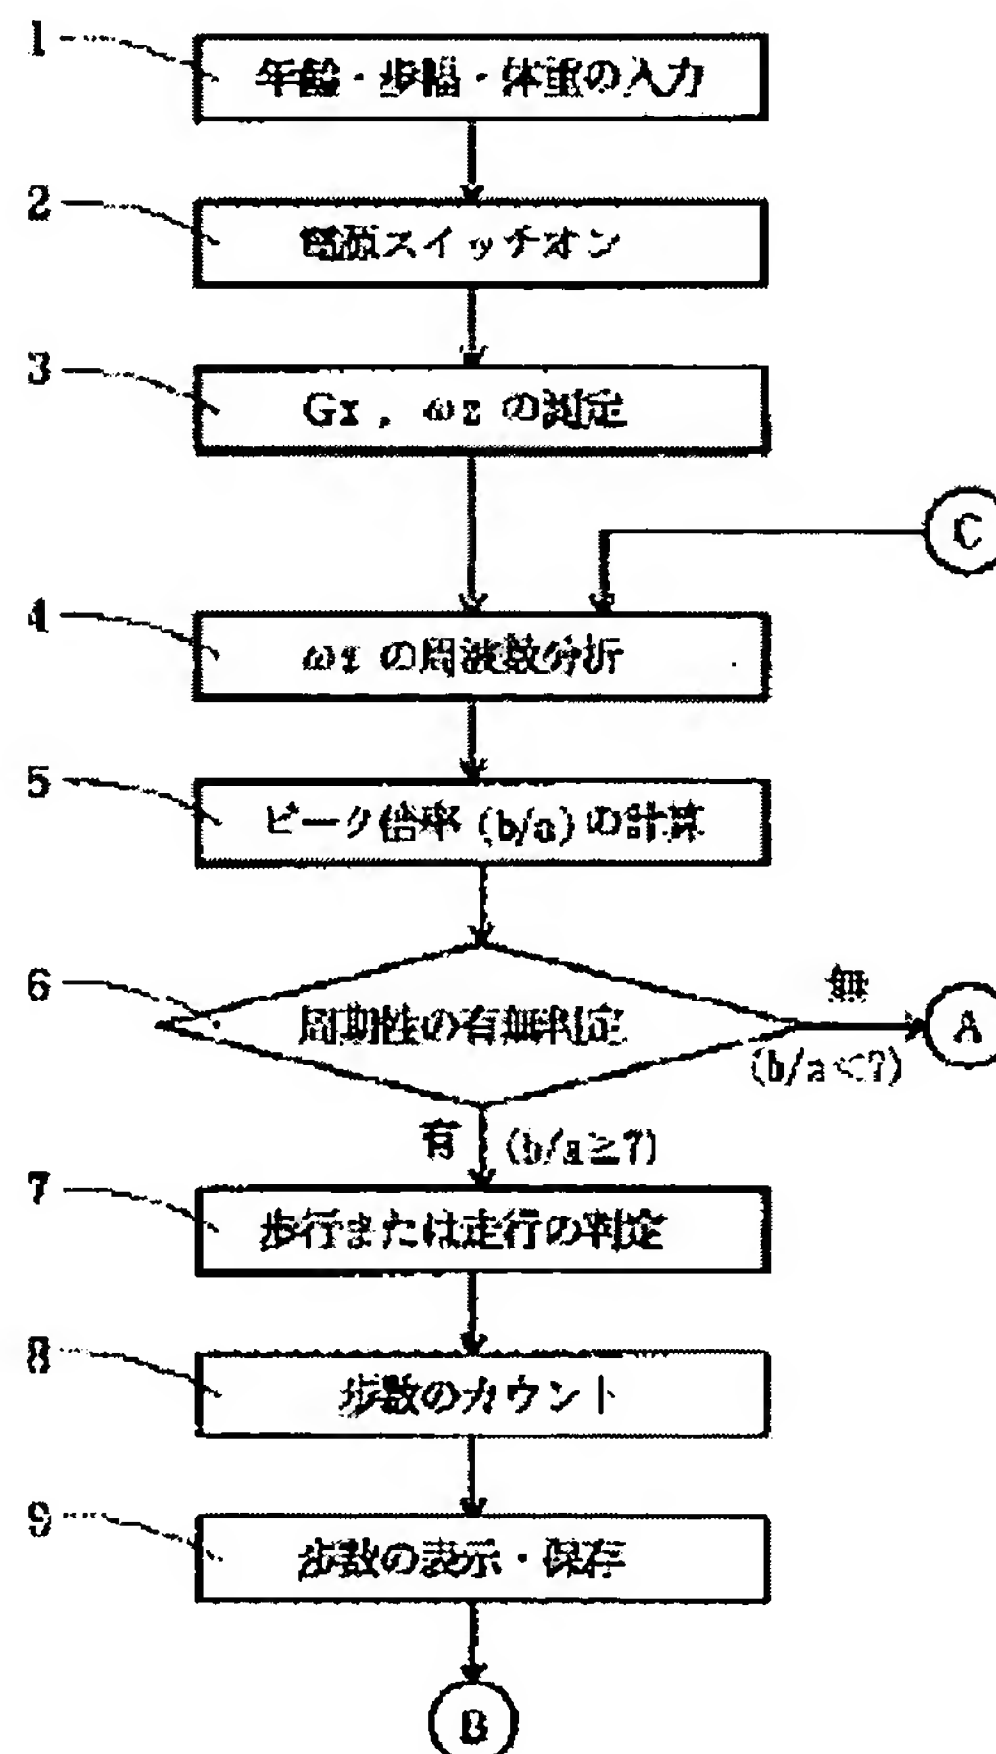 1
年齢・歩幅・体重の入力
2
電源スイッチオン
3
Gx, ωz の測定
C
4
ωz の周波数分析
5
ピーク倍率 (b/a) の計算
6
周期性の有無判定
無
A
(b/a<7)
有 (b/a≥7)
7
歩行または走行の判定
8
歩数のカウント
9
歩数の表示・保存
B